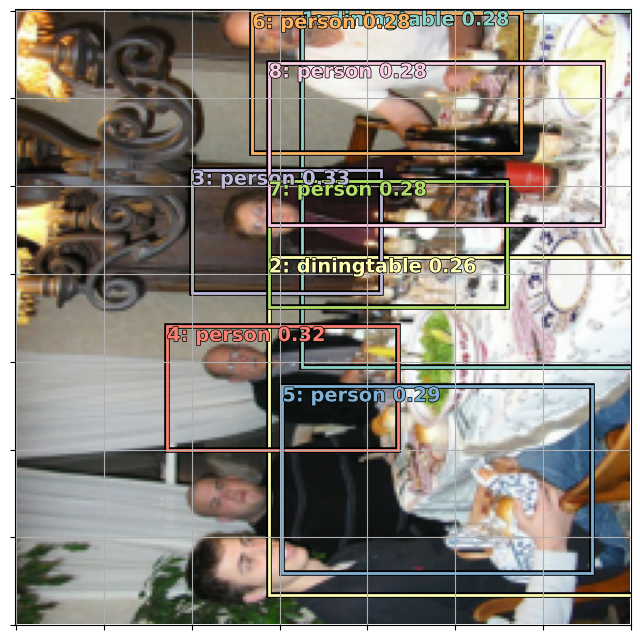 6: person 0.28
1: diningtable 0.28
8: person 0.28
3: person 0.33
7: person 0.28
2: diningtable 0.26
4: person 0.32
5: person 0.29